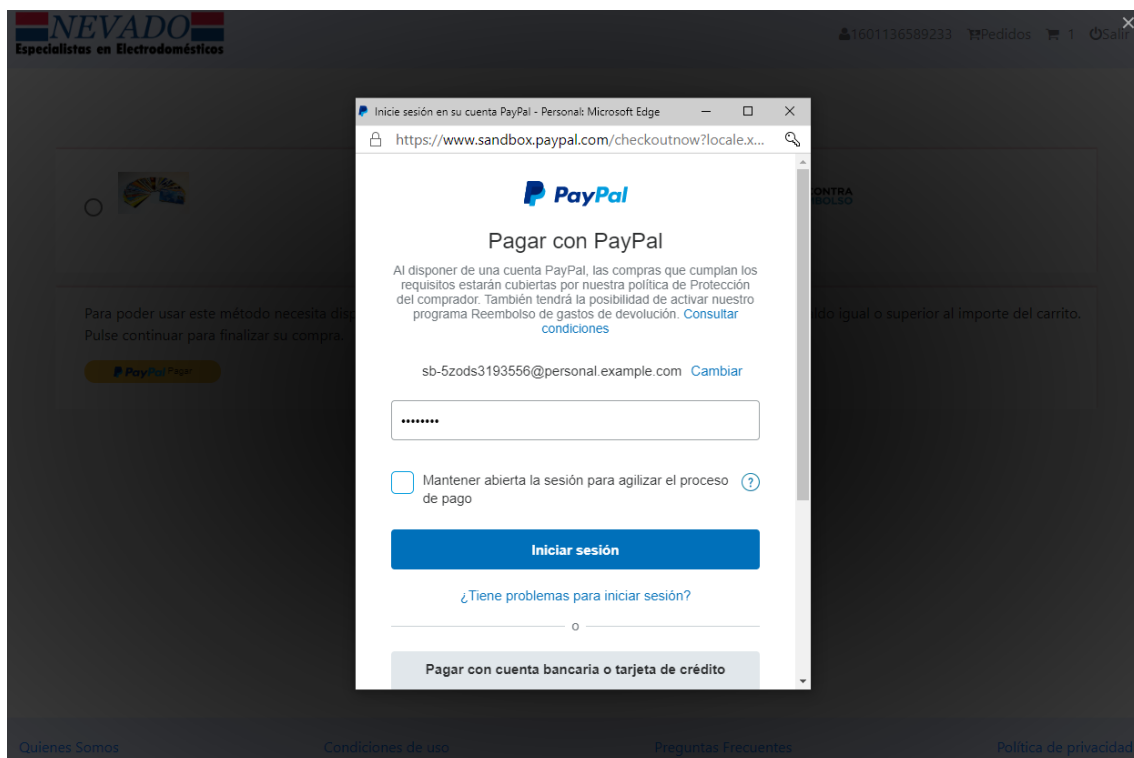 NEVADO
Especialistas en Electrodomésticos
1601136589233 Pedidos 1 Salir
Inicie sesión en su cuenta PayPal - Personal: Microsoft Edge
https://www.sandbox.paypal.com/checkoutnow?locale.x...
PayPal
CONTRA
Pagar con PayPal
Al disponer de una cuenta PayPal, las compras que cumplan los
requisitos estarán cubiertas por nuestra política de Protección
del comprador. También tendrá la posibilidad de activar nuestro
programa Reembolso de gastos de devolución. Consultar
condiciones
Para poder usar este método necesita
igual o superior al importe del carrito.
Pulse continuar para finalizar su compra.
PayPal Pagar
sb-5zods3193556@personal.example.com Cambiar
Mantener abierta la sesión para agilizar el proceso ?
de pago
Iniciar sesión
¿Tiene problemas para iniciar sesión?
o
Pagar con cuenta bancaria o tarjeta de crédito
Quienes Somos Condiciones de uso Preguntas Frecuentes Política de privacidad